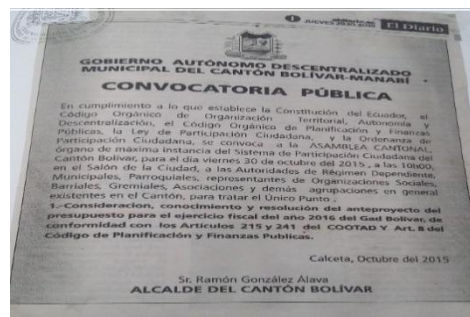 JUEVES 29.10.2015 El Diario
GOBIERNO AUTÓNOMO DESCENTRALIZADO
MUNICIPAL DEL CANTÓN BOLÍVAR-MANABÍ
CONVOCATORIA PÚBLICA
En cumplimiento a lo que establece la Constitución del Ecuador, el
Código Orgánico de Organización Territorial, Autonomía y
Descentralización, el Código Orgánico de Planificación y Finanzas
Públicas, la Ley de Participación Ciudadana, y la Ordenanza de
Participación Ciudadana, se convoca a la ASAMBLEA CANTONAL,
órgano de máxima instancia del Sistema de Participación Ciudadana del
Cantón Bolívar, para el día viernes 30 de octubre del 2015 , a las 10h00,
en el Salón de la Ciudad, a las Autoridades de Régimen Dependiente,
Municipales, Parroquiales, representantes de Organizaciones Sociales,
Barriales, Gremiales, Asociaciones y demás agrupaciones en general
existentes en el Cantón, para tratar el Único Punto .
1.-Consideracion, conocimiento y resolución del anteproyecto del
presupuesto para el ejercicio fiscal del año 2016 del Gad Bolívar, de
conformidad con los Artículos 215 y 241 del COOTAD Y Art. 8 del
Código de Planificación y Finanzas Publicas.
Calceta, Octubre del 2015
Sr. Ramón González Álava
ALCALDE DEL CANTÓN BOLÍVAR